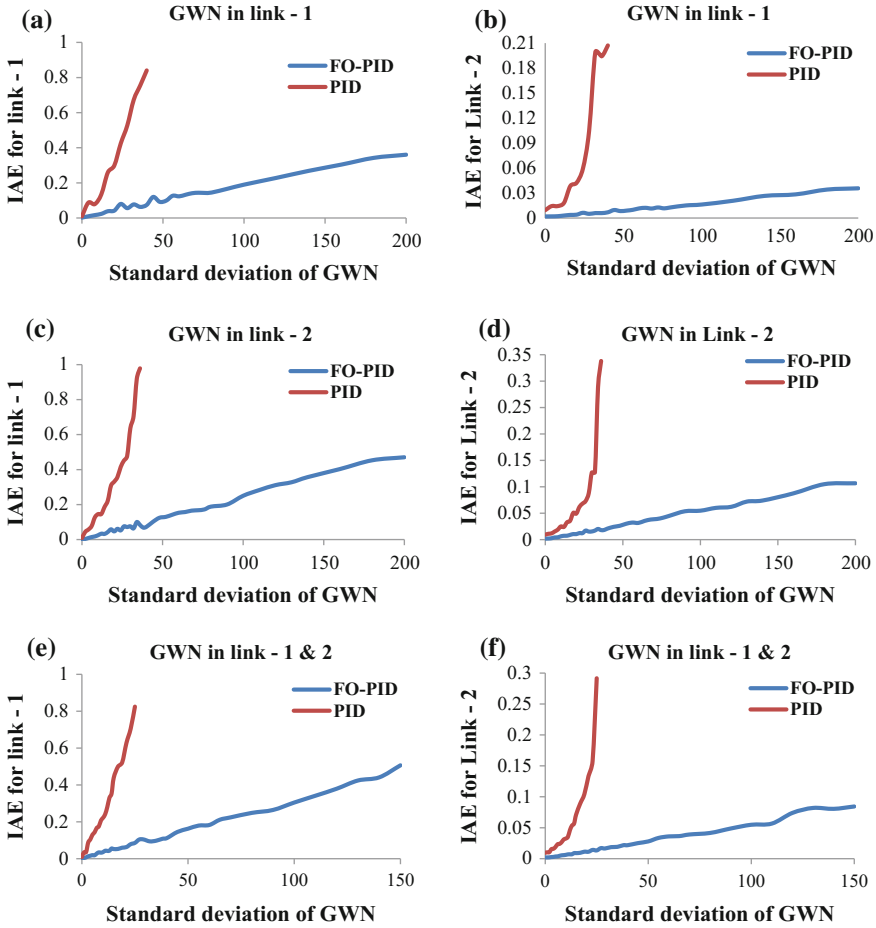 (a)
GWN in link - 1
IAE for link - 1
1
0.8
0.6
0.4
0.2
0
0
50
100
150
200
FO-PID
PID
Standard deviation of GWN
(b)
GWN in link - 1
IAE for Link - 2
0.21
0.18
0.15
0.12
0.09
0.06
0.03
0
0
50
100
150
200
FO-PID
PID
Standard deviation of GWN
(c)
GWN in link - 2
IAE for link - 1
1
0.8
0.6
0.4
0.2
0
0
50
100
150
200
FO-PID
PID
Standard deviation of GWN
(d)
GWN in Link - 2
IAE for Link - 2
0.35
0.3
0.25
0.2
0.15
0.1
0.05
0
0
50
100
150
200
FO-PID
PID
Standard deviation of GWN
(e)
GWN in link - 1 & 2
IAE for link - 1
1
0.8
0.6
0.4
0.2
0
0
50
100
150
FO-PID
PID
Standard deviation of GWN
(f)
GWN in link - 1 & 2
IAE for Link - 2
0.3
0.25
0.2
0.15
0.1
0.05
0
0
50
100
150
FO-PID
PID
Standard deviation of GWN